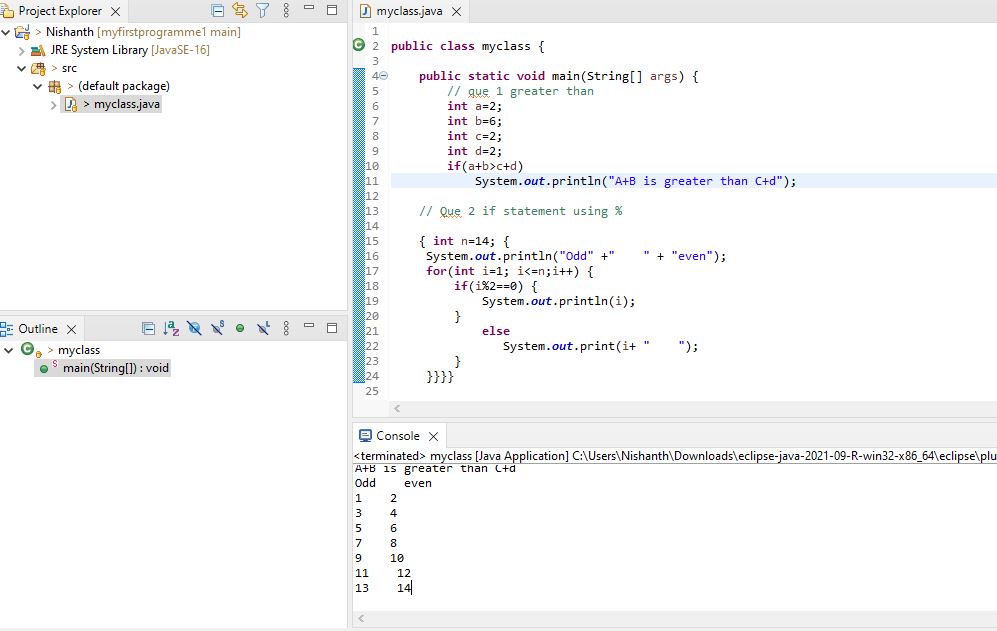 Project Explorer
> Nishanth [myfirstprogramme1 main]
JRE System Library [JavaSE-16]
> src
> (default package)
> myclass.java
Outline
> myclass
main(String[]) : void
myclass.java
1
2 public class myclass {
3
4 public static void main(String[] args) {
5 // que 1 greater than
6 int a=2;
7 int b=6;
8 int c=2;
9 int d=2;
10 if(a+b>c+d)
11 System.out.println("A+B is greater than C+d");
12
13 // Que 2 if statement using %
14
15 { int n=14; {
16 System.out.println("Odd" +"    " + "even");
17 for(int i=1; i<=n;i++) {
18 if(i%2==0) {
19 System.out.println(i);
20 }
21 else
22 System.out.print(i+ "    ");
23 }
24 }}}}
25
Console
<terminated> myclass [Java Application] C:\Users\Nishanth\Downloads\eclipse-java-2021-09-R-win32-x86_64\eclipse\plu
A+B is greater than C+d
Odd    even
1    2
3    4
5    6
7    8
9    10
11    12
13    14